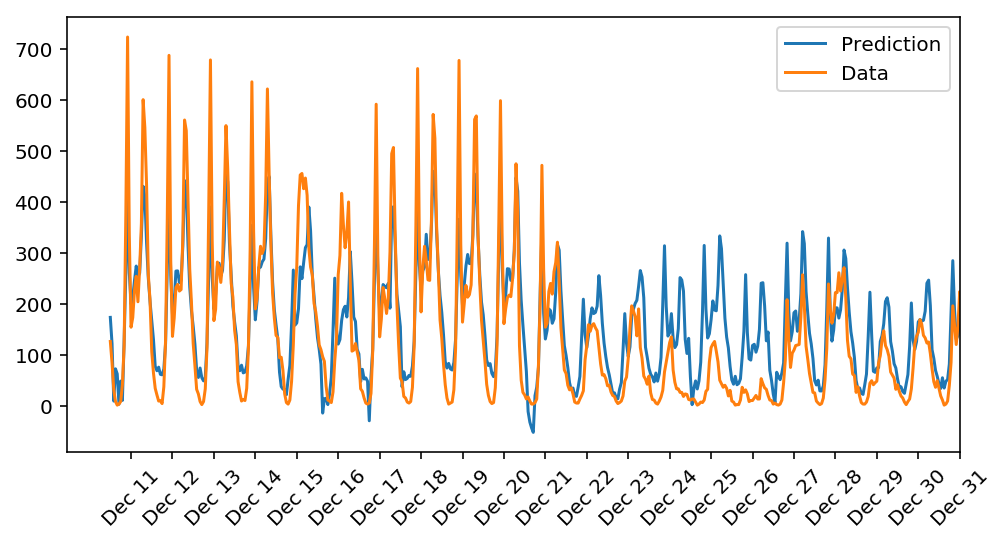 Prediction
Data
700
600
500
400
300
200
100
0
Dec 11
Dec 12
Dec 13
Dec 14
Dec 15
Dec 16
Dec 17
Dec 18
Dec 19
Dec 20
Dec 21
Dec 22
Dec 23
Dec 24
Dec 25
Dec 26
Dec 27
Dec 28
Dec 29
Dec 30
Dec 31